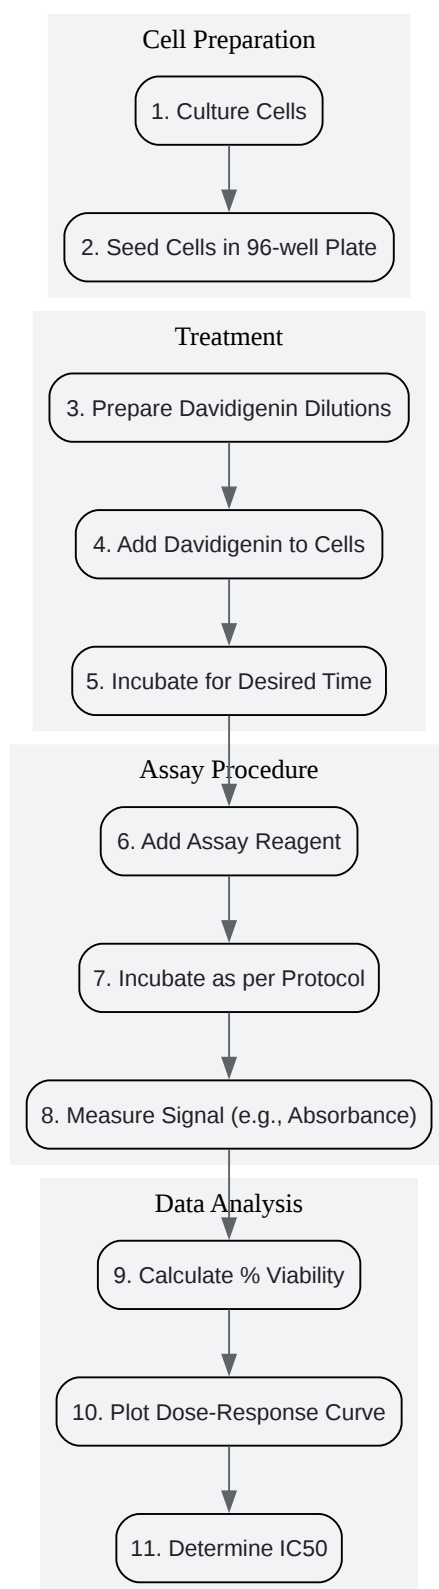 Cell Preparation
1. Culture Cells
2. Seed Cells in 96-well Plate
Treatment
3. Prepare Davidigenin Dilutions
4. Add Davidigenin to Cells
5. Incubate for Desired Time
Assay Procedure
6. Add Assay Reagent
7. Incubate as per Protocol
8. Measure Signal (e.g., Absorbance)
Data Analysis
9. Calculate % Viability
10. Plot Dose-Response Curve
11. Determine IC50